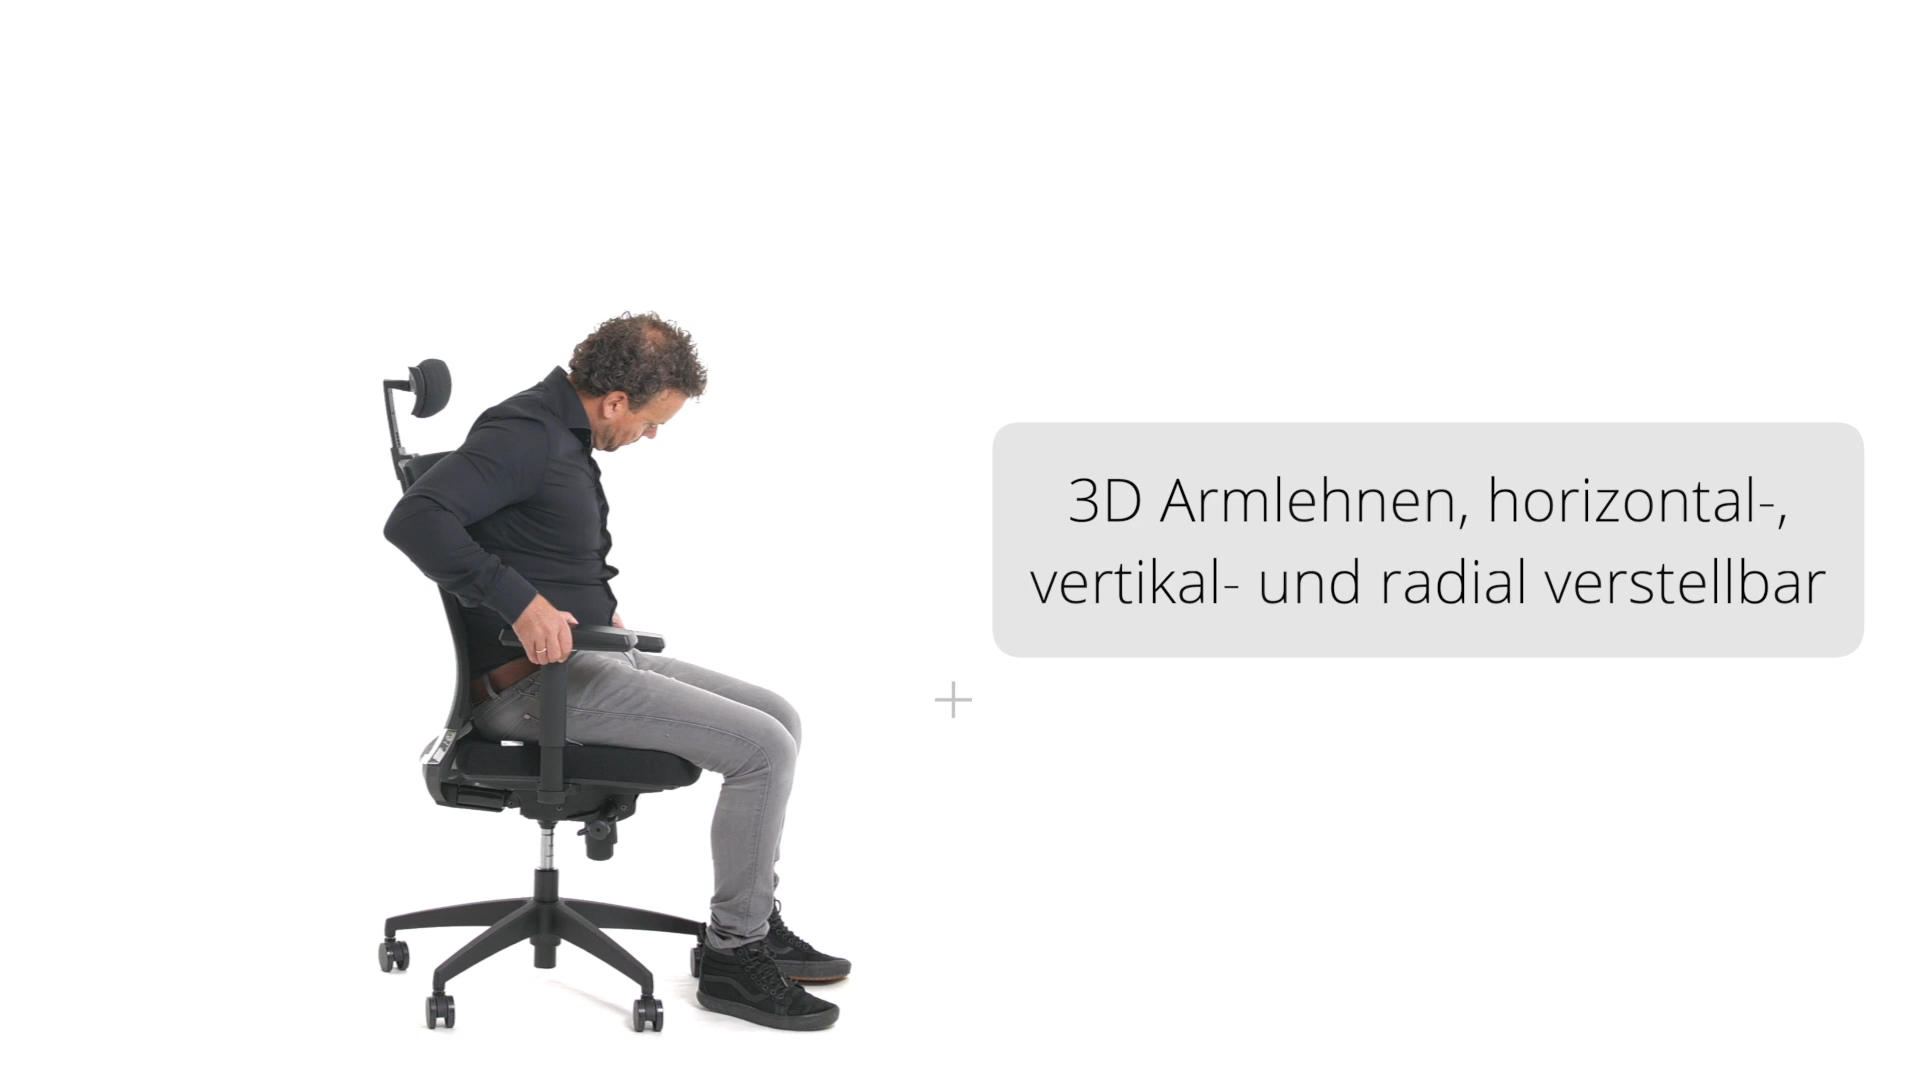 3D Armlehnen, horizontal-,
vertikal- und radial verstellbar